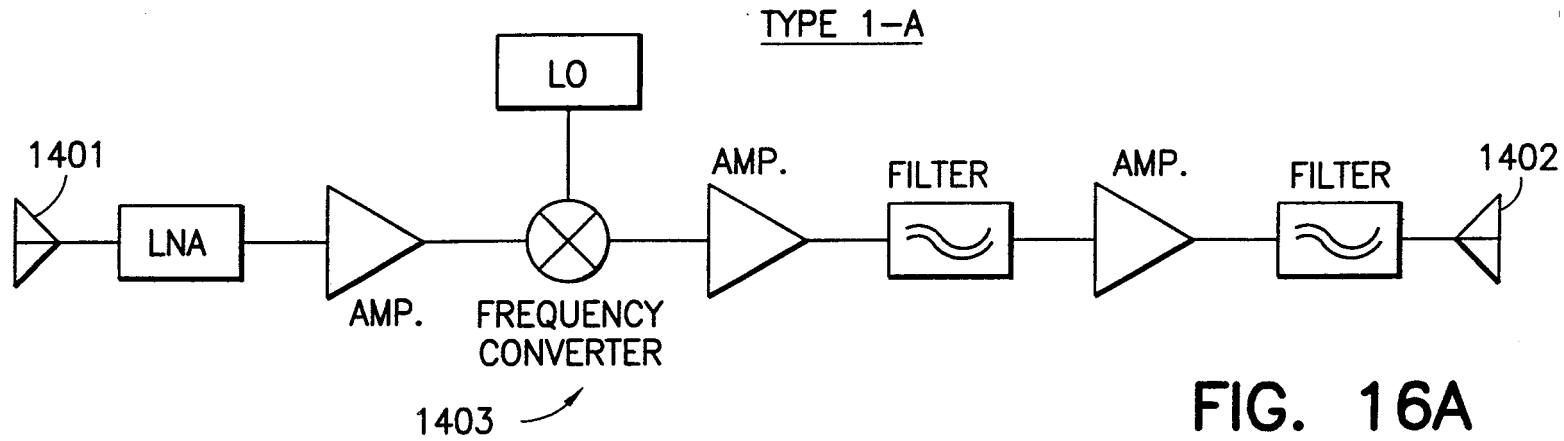 TYPE 1-A
LO
1401
LNA
AMP.
FREQUENCY
CONVERTER
1403
AMP.
FILTER
AMP.
FILTER
1402
FIG. 16A